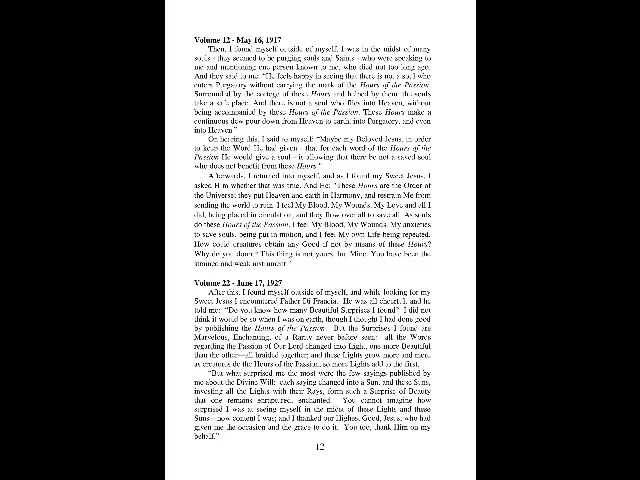 Volume 12 - May 16, 1917
Then, I found myself outside of myself. I was in the midst of many
souls - they seemed to be purging souls and Saints - who were speaking to
me and mentioning one person known to me, who died not too long ago.
And they said to me: "He feels happy in seeing that there is not a soul who
enters Purgatory without carrying the mark of the Hours of the Passion.
Surrounded by the cortege of these Hours and helped by them, the souls
take a safe place. And there is not a soul who flies into Heaven, without
being accompanied by these Hours of the Passion. These Hours make a
continuous dew pour down from Heaven to earth, into Purgatory, and even
into Heaven"
On hearing this, I said to myself: "Maybe my Beloved Jesus, in order
to keep the Word He had given - that for each word of the Hours of the
Passion He would give a soul - is allowing that there be not a saved soul
who does not benefit from these Hours."
Afterwards, I returned into myself, and as I found my Sweet Jesus, I
asked Him whether that was true. And He: "These Hours are the Order of
the Universe; they put Heaven and earth in Harmony, and restrain Me from
sending the world to ruin. I feel My Blood, My Wounds, My Love and all I
did, being placed in circulation, and they flow over all to save all. As souls
do these Hours of the Passion, I feel My Blood, My Wounds, My anxieties
to save souls, being put in motion, and I feel My own Life being repeated.
How could creatures obtain any Good if not by means of these Hours?
Why do you doubt? This thing is not yours, but Mine. You have been the
strained and weak instrument."
Volume 22 - June 17, 1927
After this, I found myself outside of myself, and while looking for my
Sweet Jesus I encountered Father Di Francia. He was all cheerful, and he
told me: "Do you know how many Beautiful Surprises I found? I did not
think it would be so when I was on earth, though I thought I had done good
by publishing the Hours of the Passion. But the Surprises I found are
Marvelous, Enchanting, of a Rarity never before seen: all the Words
regarding the Passion of Our Lord changed into Light, one more Beautiful
than the other—all braided together; and these Lights grow more and more
as creatures do the Hours of the Passion, so more Lights add to the first.
"But what surprised me the most were the few sayings published by
me about the Divine Will: each saying changed into a Sun, and these Suns,
investing all the Lights with their Rays, form such a Surprise of Beauty
that one remains enraptured, enchanted. You cannot imagine how
surprised I was at seeing myself in the midst of these Lights and these
Suns—how content I was; and I thanked our Highest Good, Jesus, who had
given me the occasion and the grace to do it. You too, thank Him on my
behalf."
12